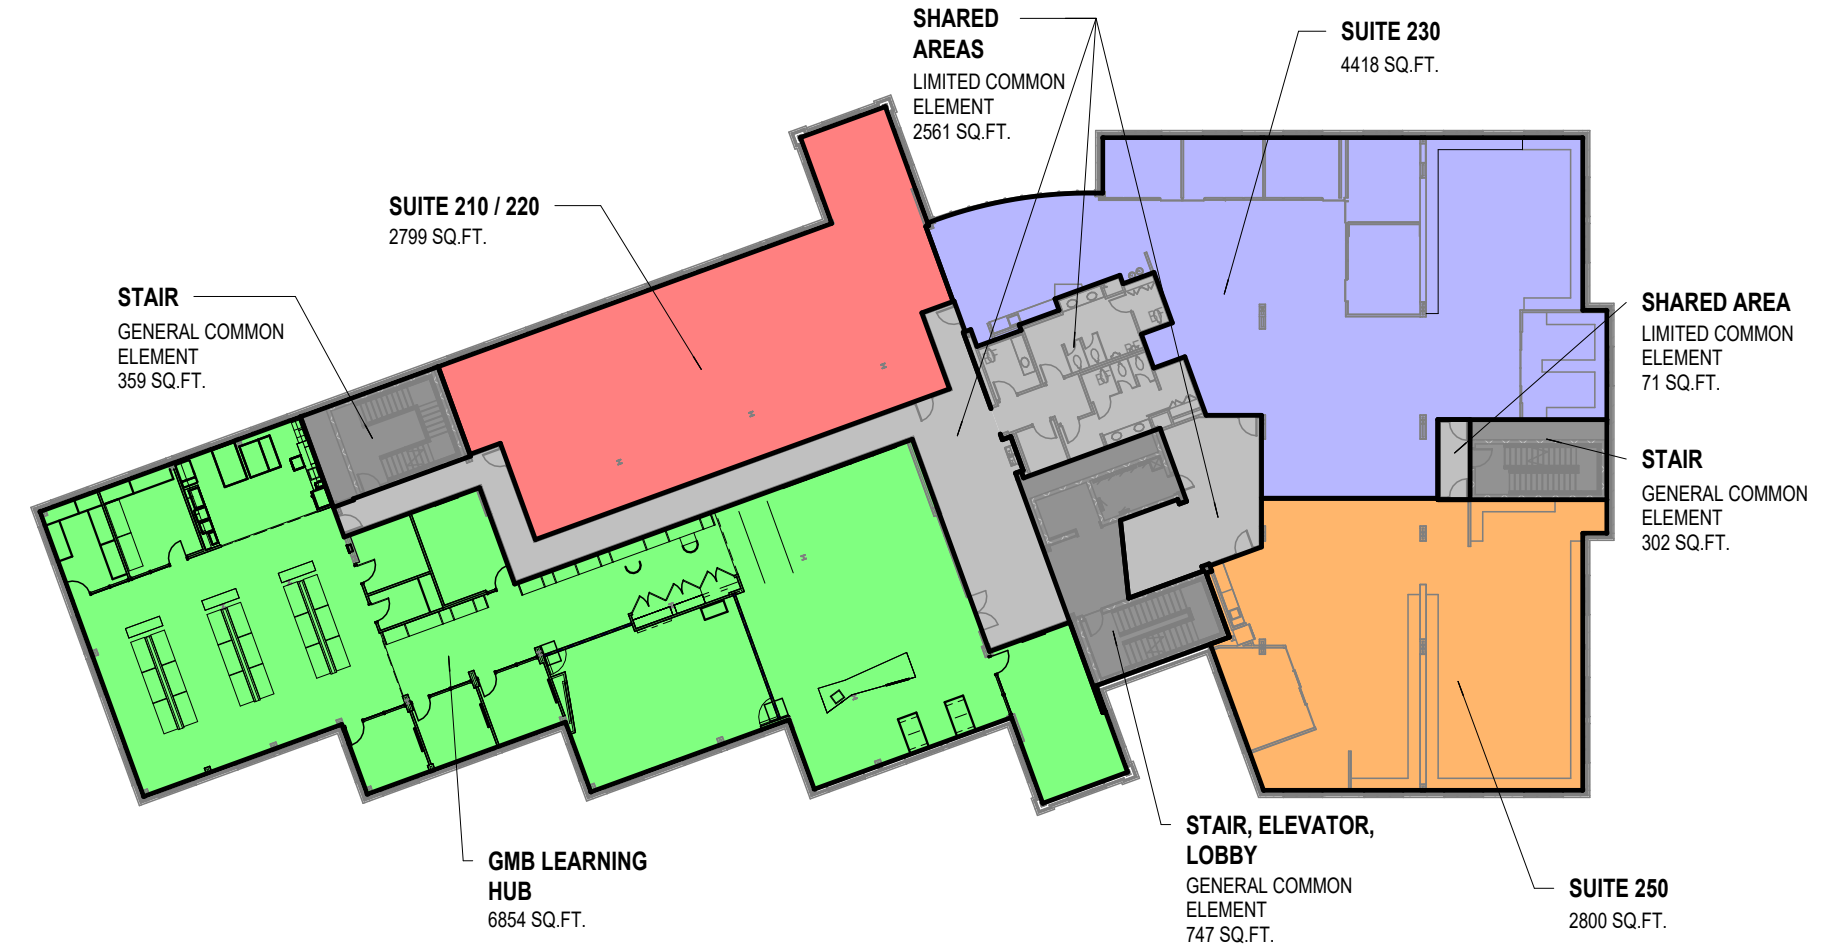 SHARED
AREAS
LIMITED COMMON
ELEMENT
2561 SQ.FT.
SUITE 230
4418 SQ.FT.
SUITE 210 / 220
2799 SQ.FT.
STAIR
GENERAL COMMON
ELEMENT
359 SQ.FT.
SHARED AREA
LIMITED COMMON
ELEMENT
71 SQ.FT.
STAIR
GENERAL COMMON
ELEMENT
302 SQ.FT.
GMB LEARNING
HUB
6854 SQ.FT.
STAIR, ELEVATOR,
LOBBY
GENERAL COMMON
ELEMENT
747 SQ.FT.
SUITE 250
2800 SQ.FT.